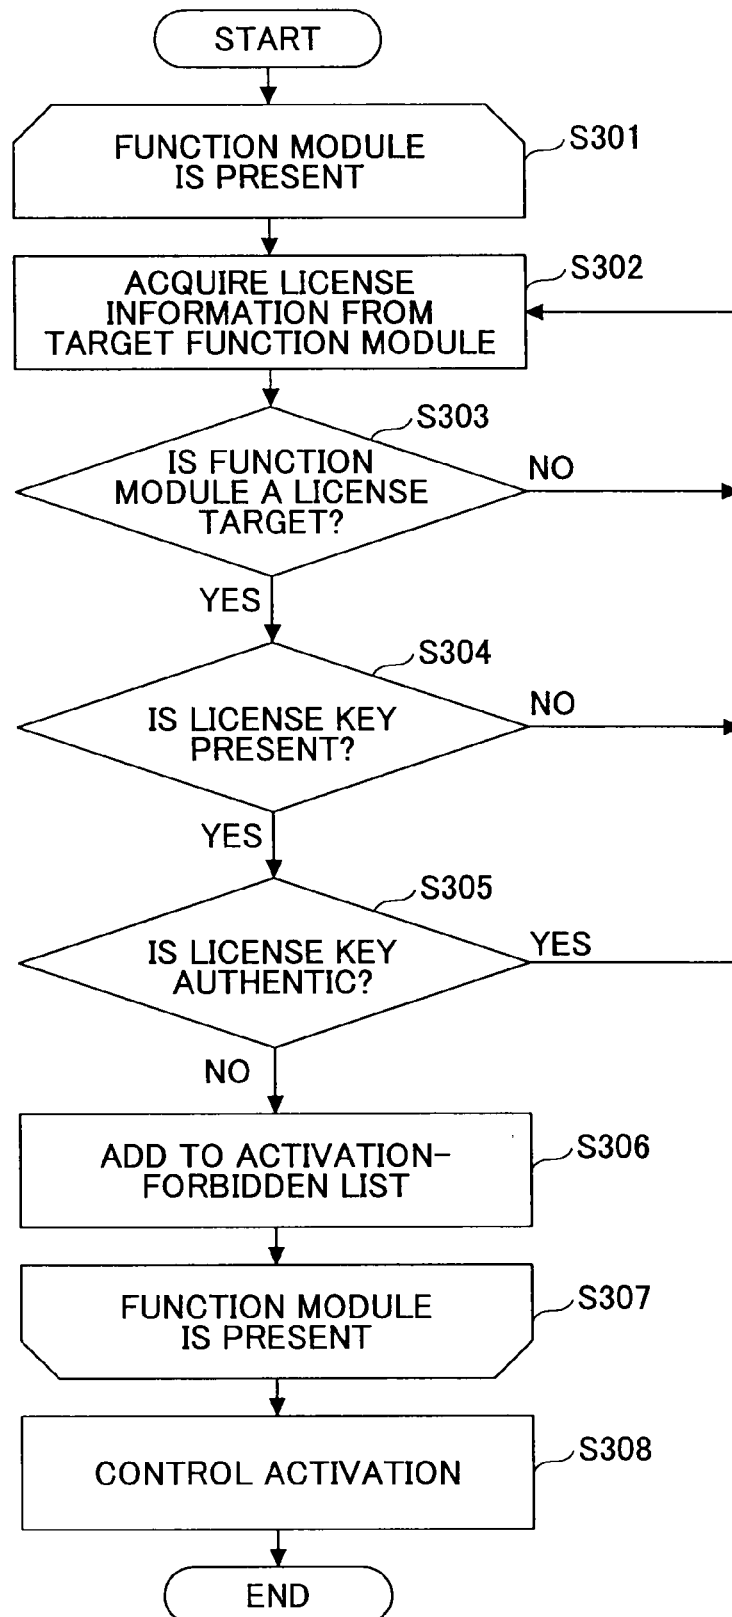 START
FUNCTION MODULE
IS PRESENT
S301
ACQUIRE LICENSE
INFORMATION FROM
TARGET FUNCTION MODULE
S302
IS FUNCTION
MODULE A LICENSE
TARGET?
S303
NO
YES
IS LICENSE KEY
PRESENT?
S304
NO
YES
IS LICENSE KEY
AUTHENTIC?
S305
YES
NO
ADD TO ACTIVATION-
FORBIDDEN LIST
S306
FUNCTION MODULE
IS PRESENT
S307
CONTROL ACTIVATION
S308
END